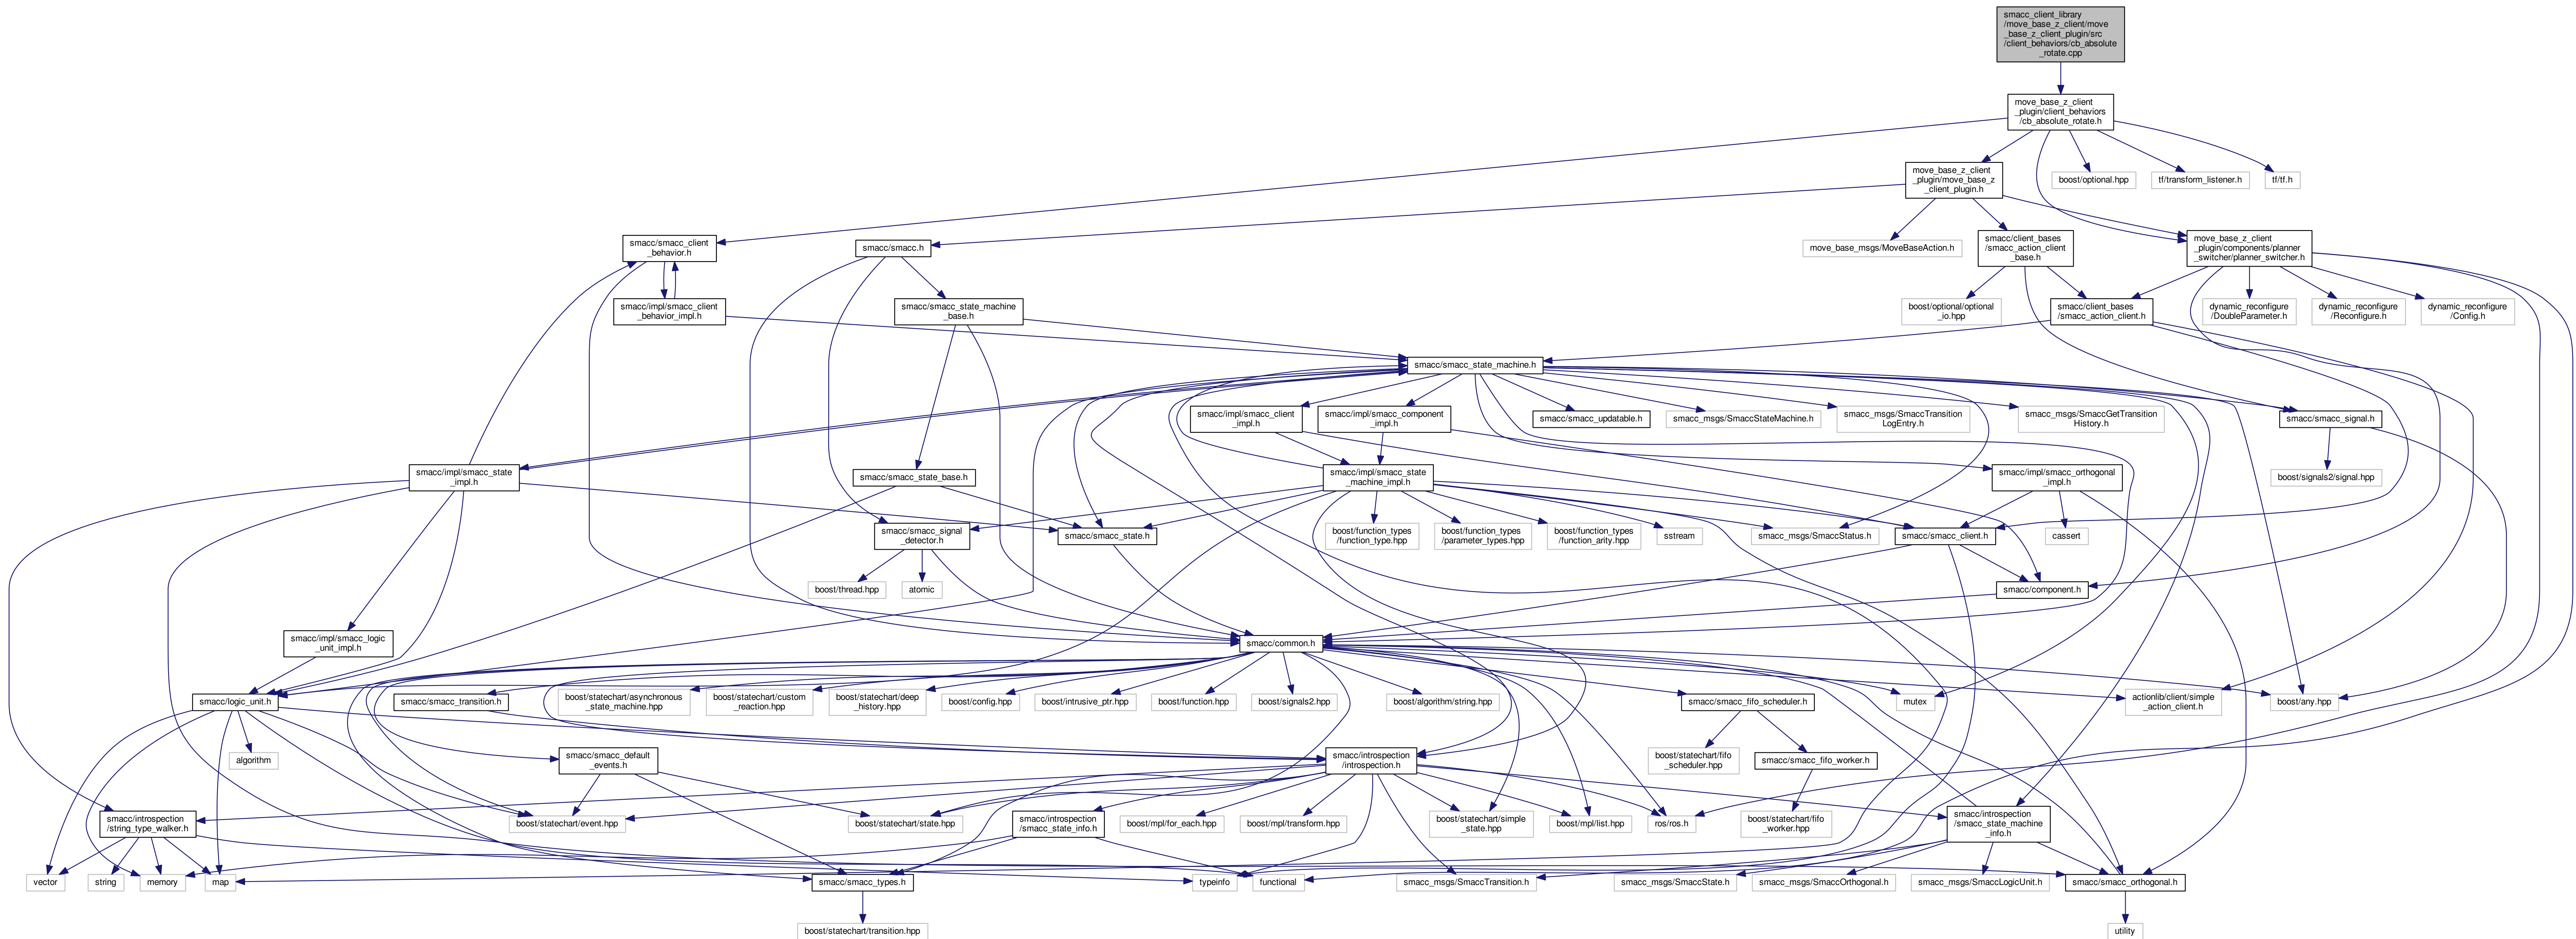 smacc_client_library
/move_base_z_client/move
_base_z_client_plugin/src
/client_behaviors/cb_absolute
_rotate.cpp
move_base_z_client
_plugin/client_behaviors
/cb_absolute_rotate.h
move_base_z_client
_plugin/move_base_z
_client_plugin.h
boost/optional.hpp
tf/transform_listener.h
tf/tf.h
smacc/smacc_client
_behavior.h
smacc/smacc.h
move_base_msgs/MoveBaseAction.h
smacc/client_bases
/smacc_action_client
_base.h
move_base_z_client
_plugin/components/planner
_switcher/planner_switcher.h
smacc/impl/smacc_client
_behavior_impl.h
smacc/smacc_state_machine
_base.h
boost/optional/optional
_io.hpp
smacc/client_bases
/smacc_action_client.h
dynamic_reconfigure
/DoubleParameter.h
dynamic_reconfigure
/Reconfigure.h
dynamic_reconfigure
/Config.h
smacc/smacc_state_machine.h
smacc/impl/smacc_client
_impl.h
smacc/impl/smacc_component
_impl.h
smacc/smacc_updatable.h
smacc_msgs/SmaccStateMachine.h
smacc_msgs/SmaccTransition
LogEntry.h
smacc_msgs/SmaccGetTransition
History.h
smacc/smacc_signal.h
smacc/impl/smacc_state
_impl.h
smacc/smacc_state_base.h
smacc/impl/smacc_state
_machine_impl.h
smacc/impl/smacc_orthogonal
_impl.h
boost/signals2/signal.hpp
smacc/smacc_signal
_detector.h
smacc/smacc_state.h
boost/function_types
/function_type.hpp
boost/function_types
/parameter_types.hpp
boost/function_types
/function_arity.hpp
sstream
smacc_msgs/SmaccStatus.h
smacc/smacc_client.h
cassert
boost/thread.hpp
atomic
smacc/component.h
smacc/impl/smacc_logic
_unit_impl.h
smacc/common.h
smacc/logic_unit.h
smacc/smacc_transition.h
boost/statechart/asynchronous
_state_machine.hpp
boost/statechart/custom
_reaction.hpp
boost/statechart/deep
_history.hpp
boost/config.hpp
boost/intrusive_ptr.hpp
boost/function.hpp
boost/signals2.hpp
boost/algorithm/string.hpp
smacc/smacc_fifo_scheduler.h
mutex
actionlib/client/simple
_action_client.h
boost/any.hpp
algorithm
smacc/smacc_default
_events.h
smacc/introspection
/introspection.h
boost/statechart/fifo
_scheduler.hpp
smacc/smacc_fifo_worker.h
smacc/introspection
/string_type_walker.h
boost/statechart/event.hpp
boost/statechart/state.hpp
smacc/introspection
/smacc_state_info.h
boost/mpl/for_each.hpp
boost/mpl/transform.hpp
boost/statechart/simple
_state.hpp
boost/mpl/list.hpp
ros/ros.h
boost/statechart/fifo
_worker.hpp
smacc/introspection
/smacc_state_machine
_info.h
vector
string
memory
map
smacc/smacc_types.h
typeinfo
functional
smacc_msgs/SmaccTransition.h
smacc_msgs/SmaccState.h
smacc_msgs/SmaccOrthogonal.h
smacc_msgs/SmaccLogicUnit.h
smacc/smacc_orthogonal.h
boost/statechart/transition.hpp
utility